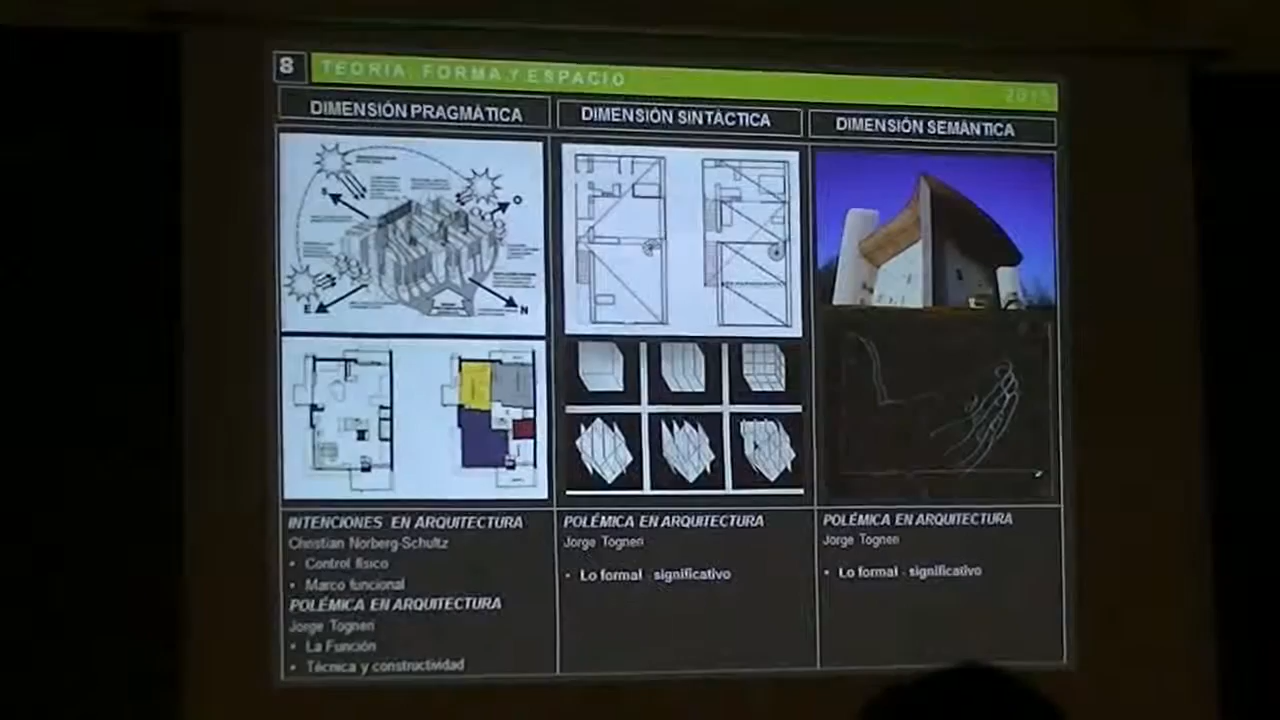 8
TEORIA, FORMA Y ESPACIO
2015
DIMENSIÓN PRAGMÁTICA
DIMENSIÓN SINTÁCTICA
DIMENSIÓN SEMÁNTICA
O
E
N
INTENCIONES EN ARQUITECTURA
Christian Norberg-Schultz
• Control físico
• Marco funcional
POLÉMICA EN ARQUITECTURA
Jorge Togneri
• La Función
• Técnica y constructividad
POLÉMICA EN ARQUITECTURA
Jorge Togneri
• Lo formal - significativo
POLÉMICA EN ARQUITECTURA
Jorge Togneri
• Lo formal - significativo